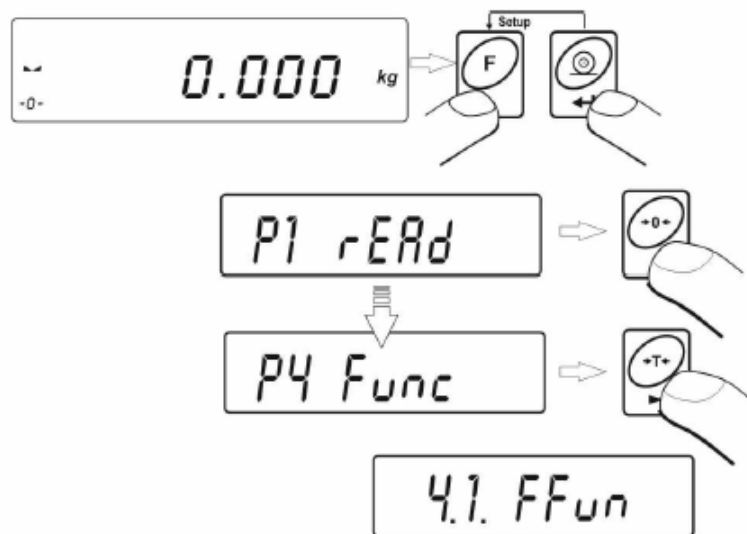 Setup
0.000 kg
-0-
F
P1 rEAd
+0+
P4 Func
+T+
4.1. FFun